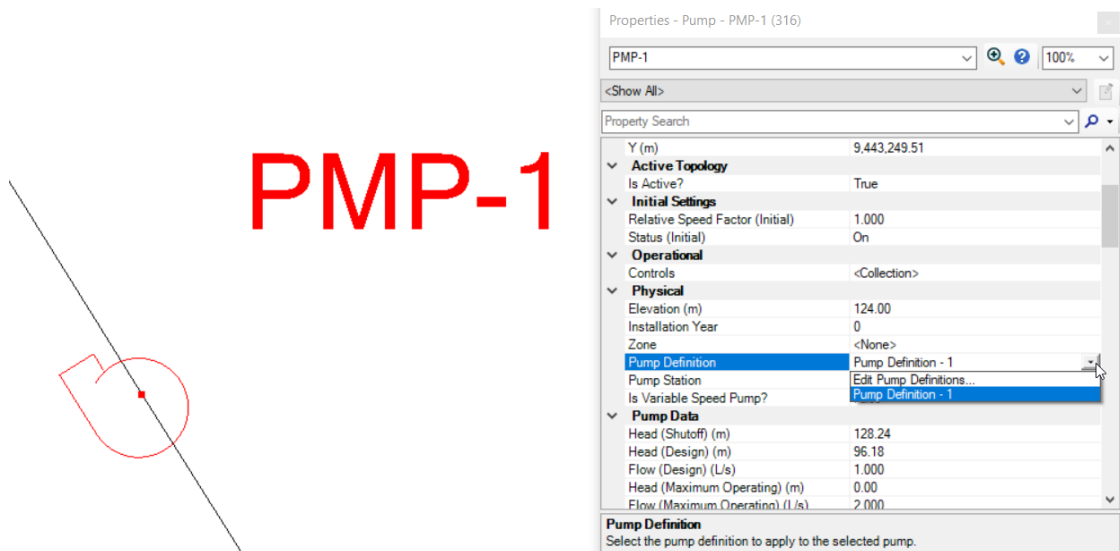 PMP-1
Properties - Pump - PMP-1 (316)
PMP-1
100%
<Show All>
Property Search
Y (m) 9,443,249.51
Active Topology
Is Active? True
Initial Settings
Relative Speed Factor (Initial) 1.000
Status (Initial) On
Operational
Controls <Collection>
Physical
Elevation (m) 124.00
Installation Year 0
Zone <None>
Pump Definition Pump Definition - 1
Pump Station Edit Pump Definitions...
Is Variable Speed Pump? Pump Definition - 1
Pump Data
Head (Shutoff) (m) 128.24
Head (Design) (m) 96.18
Flow (Design) (L/s) 1.000
Head (Maximum Operating) (m) 0.00
Flow (Maximum Operating) (L/s) 2.000
Pump Definition
Select the pump definition to apply to the selected pump.